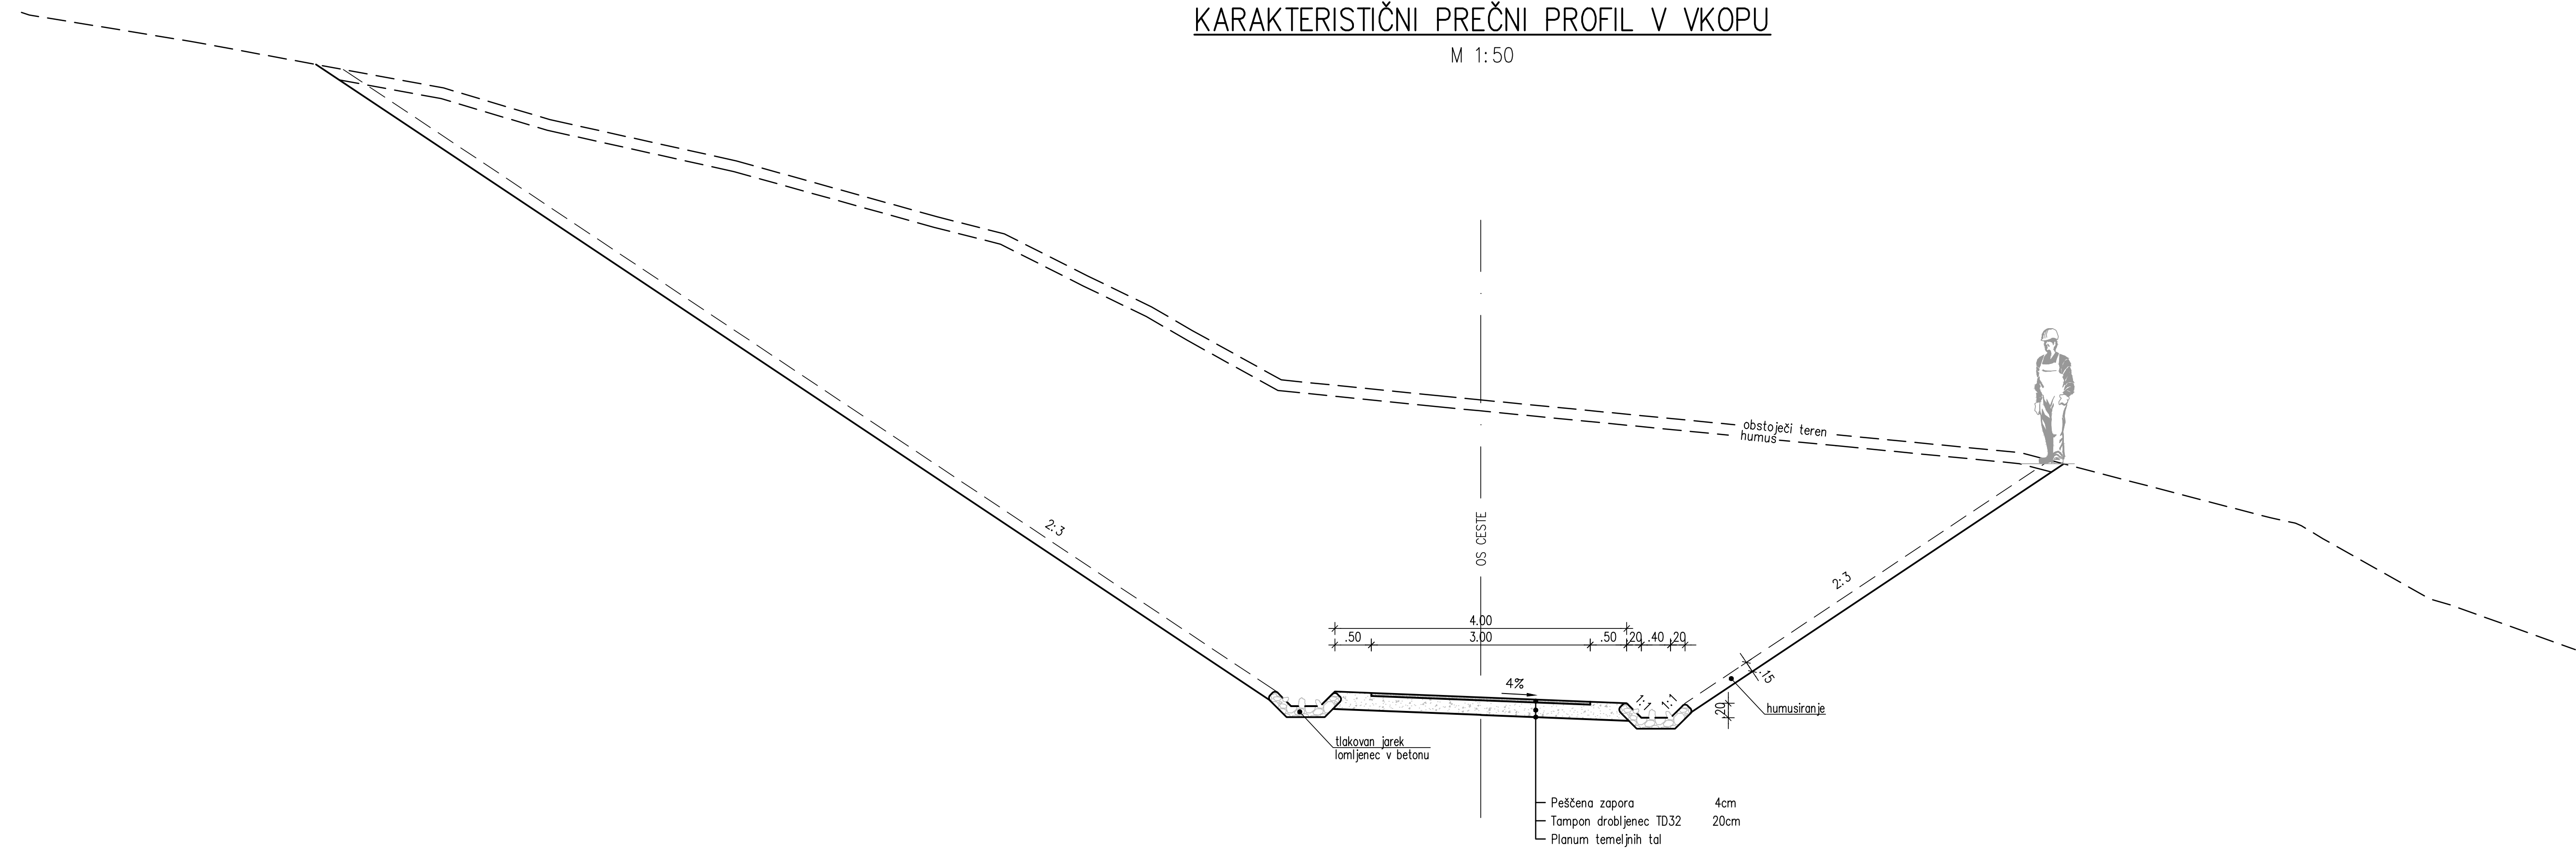 KARAKTERISTIČNI PREČNI PROFIL V VKOPU
M 1:50
obstoječi teren
humus
2:3
OS CESTE
2:3
4.00
.50 3.00 .50 .20 .40 .20
.15
4%
1:1 1:1
.20
humusiranje
tlakovan jarek
lomljenec v betonu
Peščena zapora 4cm
Tampon drobljenec TD32 20cm
Planum temeljnih tal